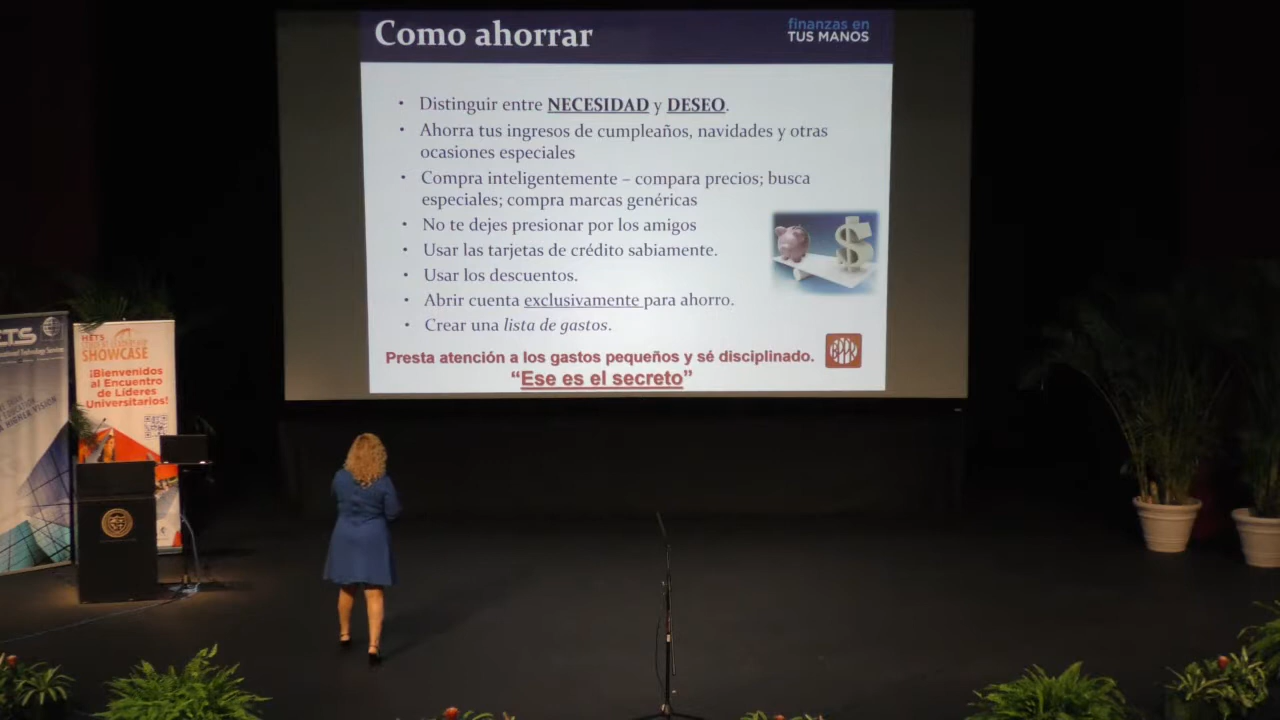 Como ahorrar
finanzas en
TUS MANOS
• Distinguir entre NECESIDAD y DESEO.
• Ahorra tus ingresos de cumpleaños, navidades y otras
ocasiones especiales
• Compra inteligentemente – compara precios; busca
especiales; compra marcas genéricas
• No te dejes presionar por los amigos
• Usar las tarjetas de crédito sabiamente.
• Usar los descuentos.
• Abrir cuenta exclusivamente para ahorro.
• Crear una lista de gastos.
Presta atención a los gastos pequeños y sé disciplinado.
“Ese es el secreto”
HETS
SHOWCASE
¡Bienvenidos
al Encuentro
de Líderes
Universitarios!